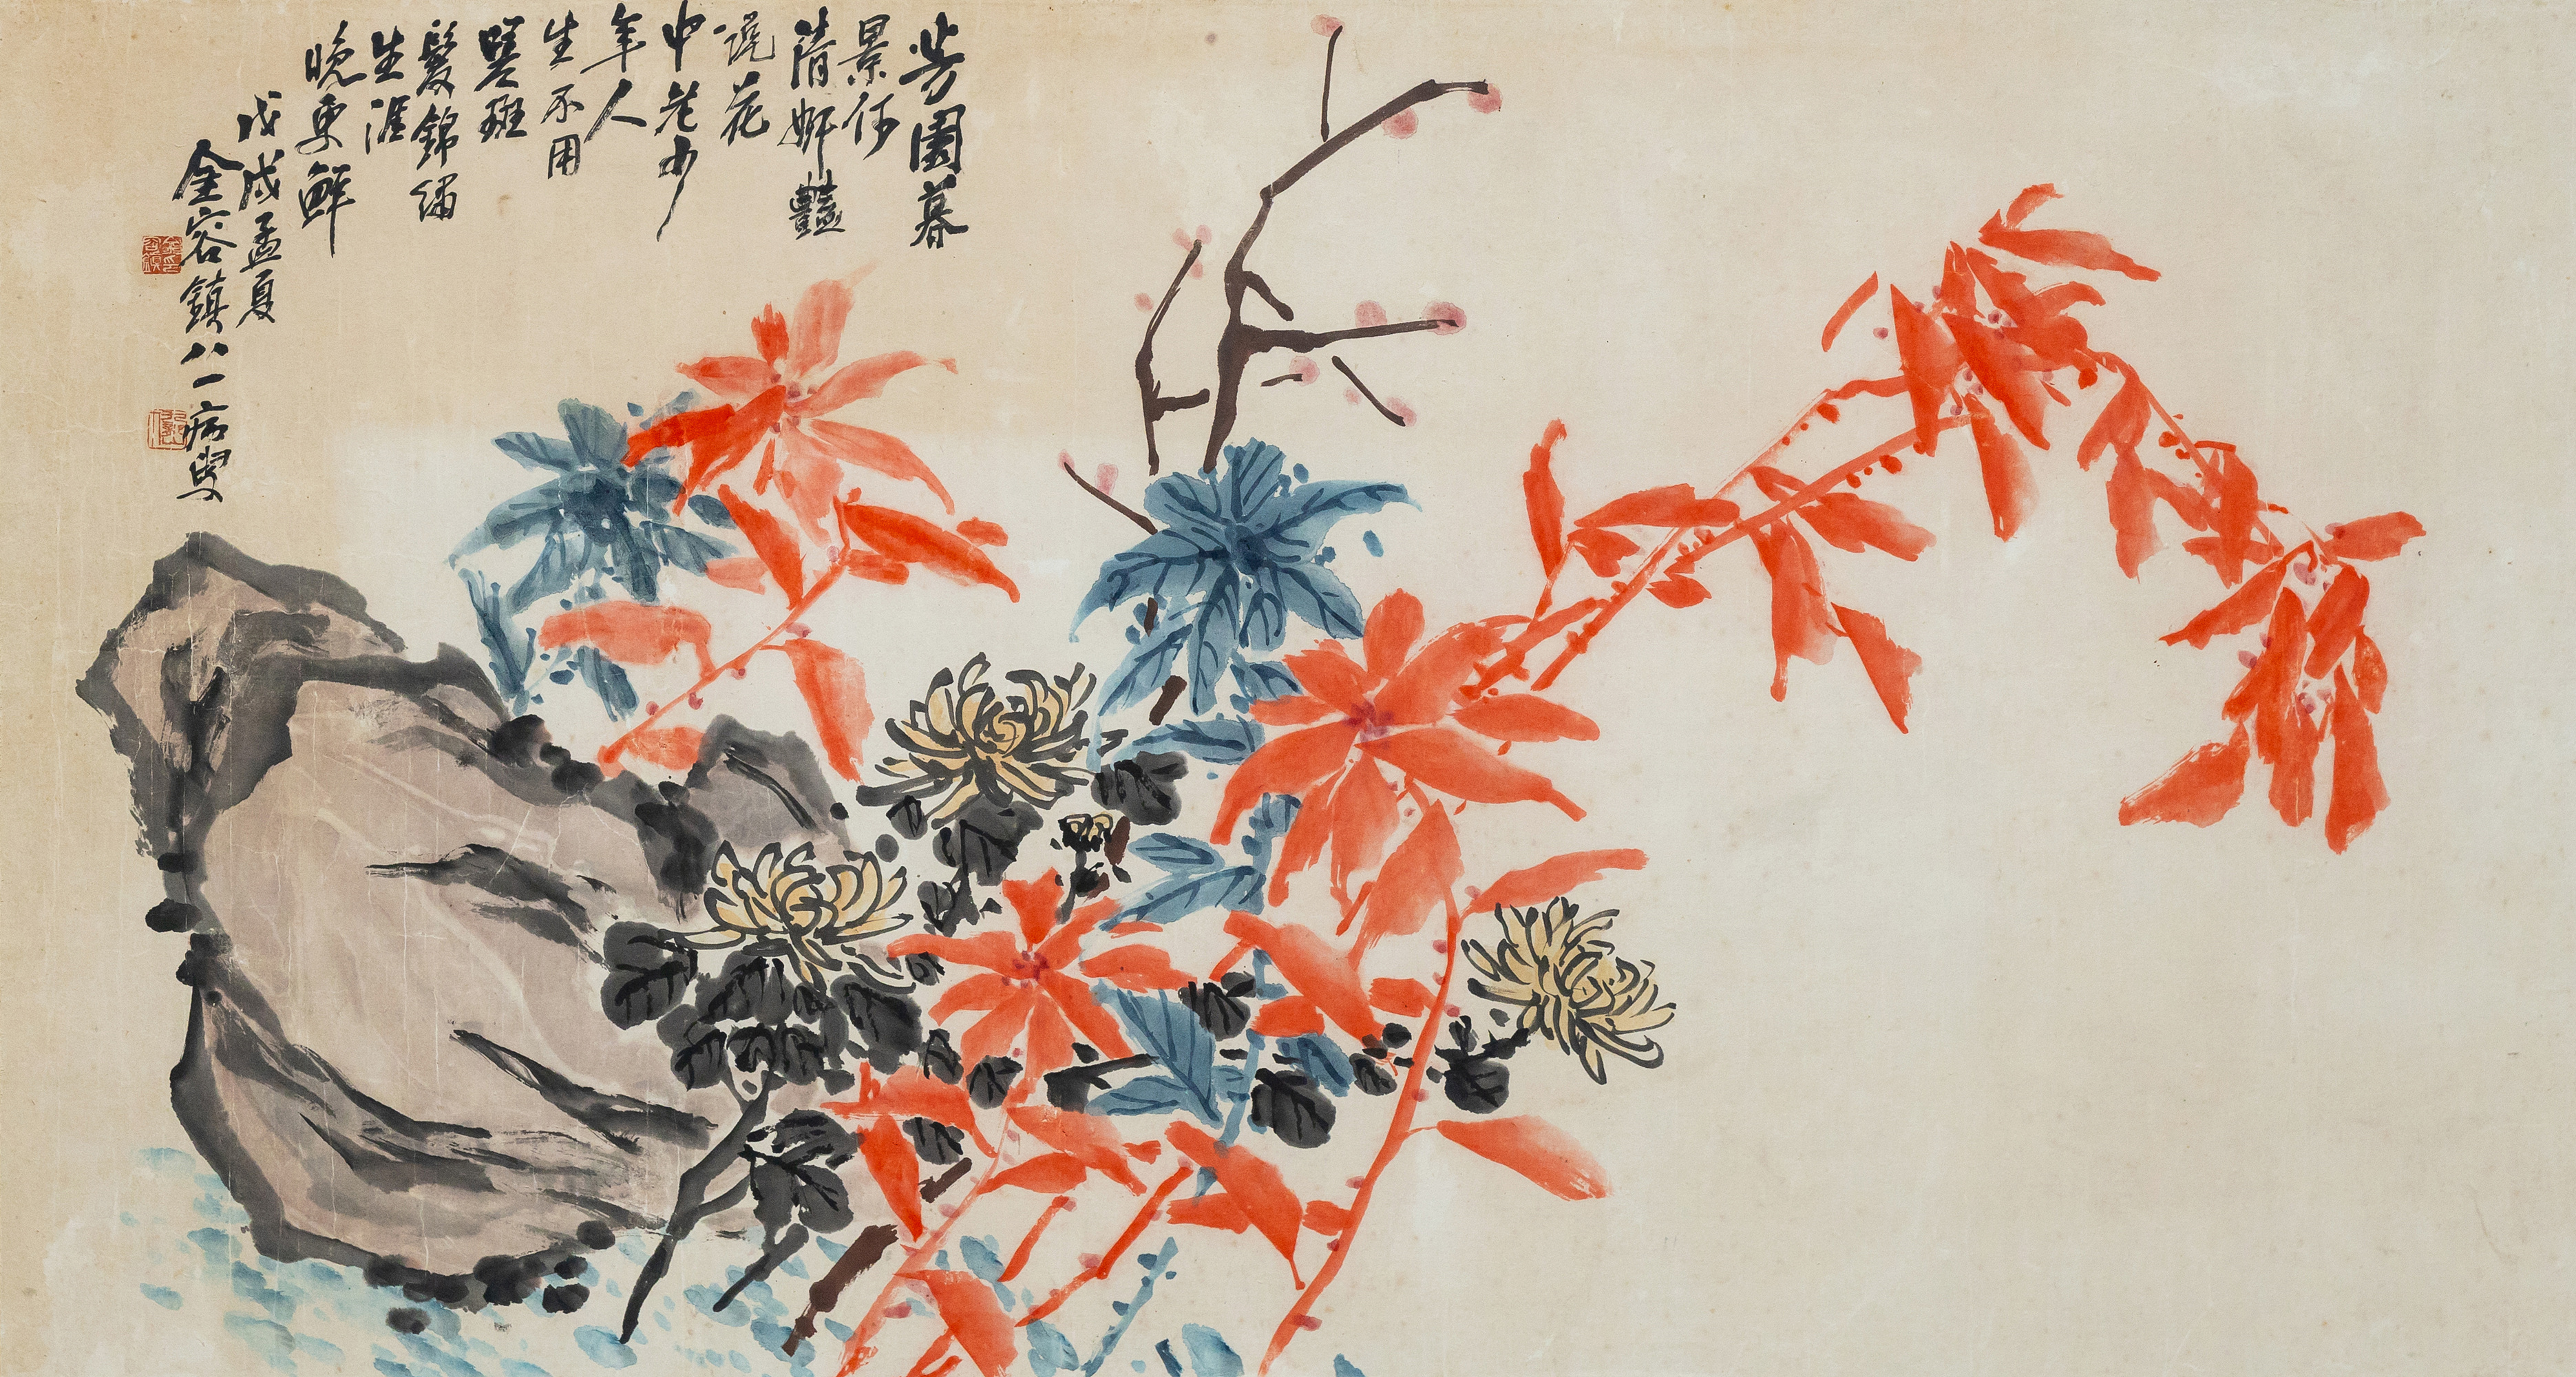 芳園暮
景何
清妍豔
說花
中老少
年人
生不用
嗟斑
鬢錦繡
生涯
晚更鮮
戊戌孟夏
金容鎮八一病叟